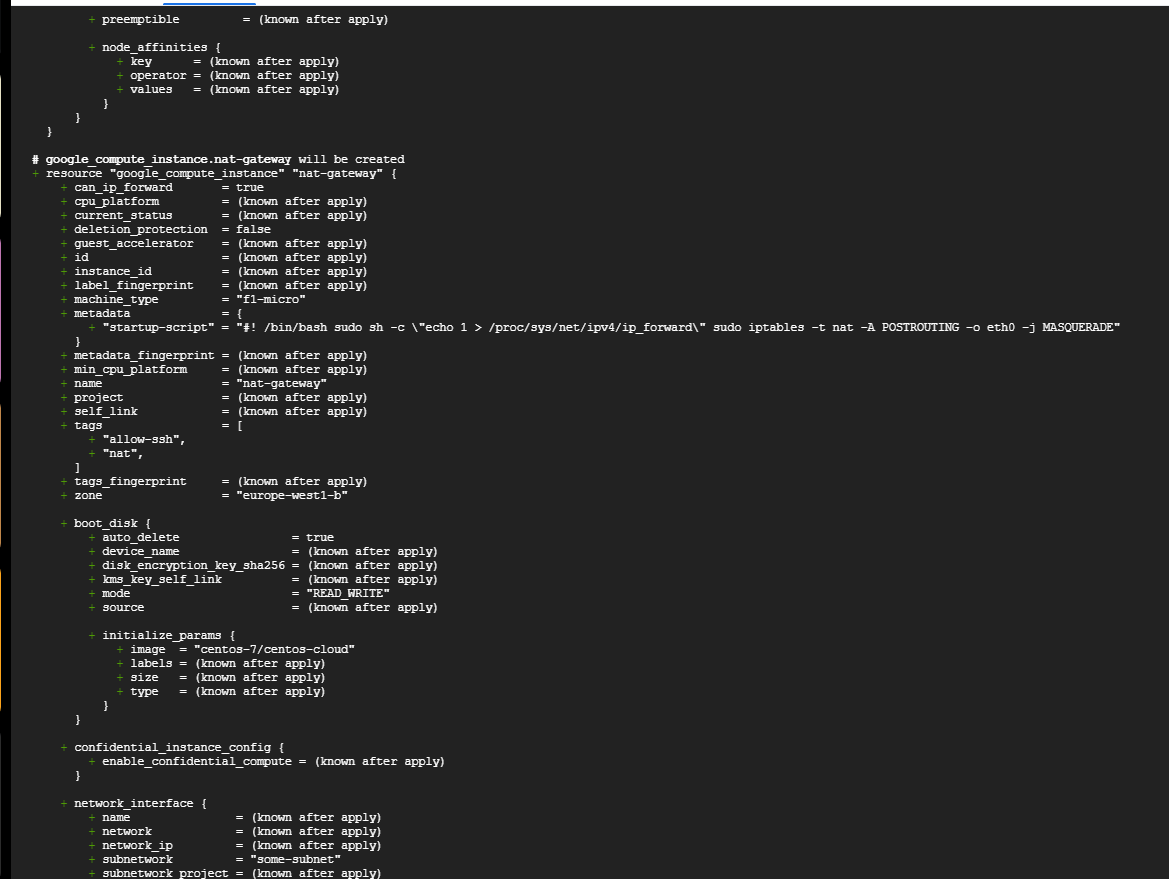 + preemptible         = (known after apply)
+ node_affinities {
+ key      = (known after apply)
+ operator = (known after apply)
+ values   = (known after apply)
}
}
}
# google_compute_instance.nat-gateway will be created
+ resource "google_compute_instance" "nat-gateway" {
+ can_ip_forward       = true
+ cpu_platform         = (known after apply)
+ current_status       = (known after apply)
+ deletion_protection  = false
+ guest_accelerator    = (known after apply)
+ id                   = (known after apply)
+ instance_id          = (known after apply)
+ label_fingerprint    = (known after apply)
+ machine_type         = "f1-micro"
+ metadata             = {
+ "startup-script" = "#! /bin/bash sudo sh -c \"echo 1 > /proc/sys/net/ipv4/ip_forward\" sudo iptables -t nat -A POSTROUTING -o eth0 -j MASQUERADE"
}
+ metadata_fingerprint = (known after apply)
+ min_cpu_platform     = (known after apply)
+ name                 = "nat-gateway"
+ project              = (known after apply)
+ self_link            = (known after apply)
+ tags                 = [
+ "allow-ssh",
+ "nat",
]
+ tags_fingerprint     = (known after apply)
+ zone                 = "europe-west1-b"
+ boot_disk {
+ auto_delete                = true
+ device_name                = (known after apply)
+ disk_encryption_key_sha256 = (known after apply)
+ kms_key_self_link          = (known after apply)
+ mode                       = "READ_WRITE"
+ source                     = (known after apply)
+ initialize_params {
+ image  = "centos-7/centos-cloud"
+ labels = (known after apply)
+ size   = (known after apply)
+ type   = (known after apply)
}
}
+ confidential_instance_config {
+ enable_confidential_compute = (known after apply)
}
+ network_interface {
+ name               = (known after apply)
+ network            = (known after apply)
+ network_ip         = (known after apply)
+ subnetwork         = "some-subnet"
+ subnetwork_project = (known after apply)